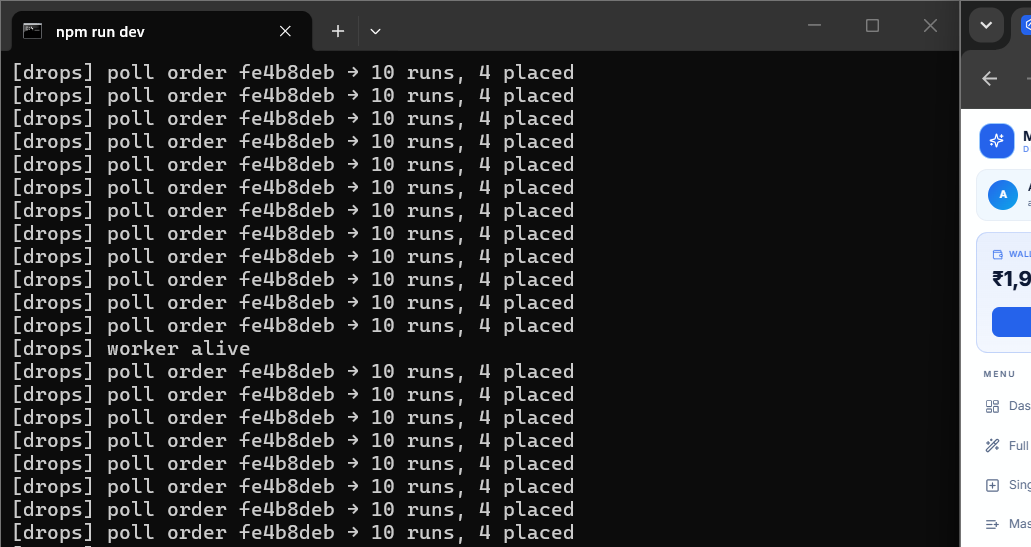 npm run dev
[drops] poll order fe4b8deb → 10 runs, 4 placed
[drops] poll order fe4b8deb → 10 runs, 4 placed
[drops] poll order fe4b8deb → 10 runs, 4 placed
[drops] poll order fe4b8deb → 10 runs, 4 placed
[drops] poll order fe4b8deb → 10 runs, 4 placed
[drops] poll order fe4b8deb → 10 runs, 4 placed
[drops] poll order fe4b8deb → 10 runs, 4 placed
[drops] poll order fe4b8deb → 10 runs, 4 placed
[drops] poll order fe4b8deb → 10 runs, 4 placed
[drops] poll order fe4b8deb → 10 runs, 4 placed
[drops] poll order fe4b8deb → 10 runs, 4 placed
[drops] poll order fe4b8deb → 10 runs, 4 placed
[drops] worker alive
[drops] poll order fe4b8deb → 10 runs, 4 placed
[drops] poll order fe4b8deb → 10 runs, 4 placed
[drops] poll order fe4b8deb → 10 runs, 4 placed
[drops] poll order fe4b8deb → 10 runs, 4 placed
[drops] poll order fe4b8deb → 10 runs, 4 placed
[drops] poll order fe4b8deb → 10 runs, 4 placed
[drops] poll order fe4b8deb → 10 runs, 4 placed
[drops] poll order fe4b8deb → 10 runs, 4 placed
M
D
A
WALL
₹1,9
MENU
Das
Full
Sing
Mas